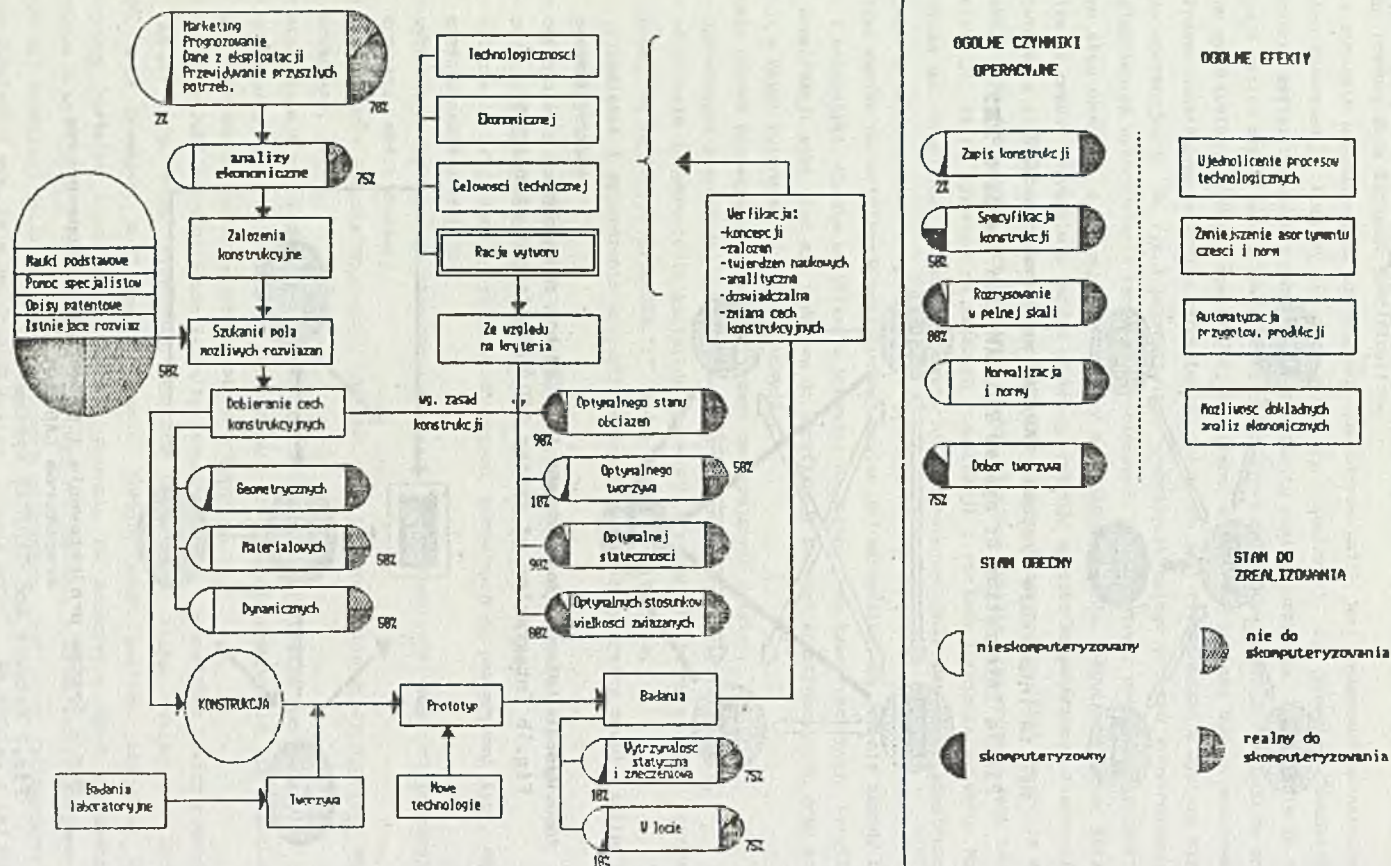 Marketing
Prognozowanie
Dane z eksploatacji
Przewidywanie przyszlych
potrzeb.
2%
70%
analizy
ekonomiczne
75%
Zalozenia
konstrukcyjne
Nauki podstawowe
Pomoc specjalistow
Opisy patentowe
Istniejace rozwiaz
50%
Szukanie pola
mozliwych rozwiazan
Dobieranie cech
konstrukcyjnych
wg. zasad
konstrukcji
Geometrycznych
Materialowych
50%
Dynamicznych
50%
KONSTRUKCJA
Badania
laboratoryjne
Tworzywa
Prototyp
Nowe
technologie
Badania
Wytrzymalosc
statyczna
i zmeczeniowa
10%
75%
W locie
10%
75%
Technologicznosci
Ekonomicznej
Celowosci technicznej
Racje wytworu
Ze wzgledu
na kryteria
Optymalnego stanu
obciazen
90%
Optymalnego
tworzywa
10%
50%
Optymalnej
statecznosci
90%
Optymalnych stosunkow
wielkosci zwiazanych
80%
Werfikacja:
-koncepcji
-zalozen
-twierdzen naukowych
-analityczna
-doswiadczalna
-zmiana cech
konstrukcyjnych
OGOLNE CZYNNIKI
OPERACYJNE
Zapis konstrukcji
2%
Specyfikacja
konstrukcji
50%
Rozrysowanie
w pelnej skali
80%
Normalizacja
i normy
Dobor tworzywa
75%
OGOLNE EFEKTY
Ujednolicenie procesow
technologicznych
Zmniejszenie asortymentu
czesci i norm
Automatyzacja
przygotow. produkcji
Mozliwosc dokladnych
analiz ekonomicznych
STAN OBECNY
nieskomputeryzowany
skomputeryzowny
STAN DO
ZREALIZOWANIA
nie do
skomputeryzowania
realny do
skomputeryzowania